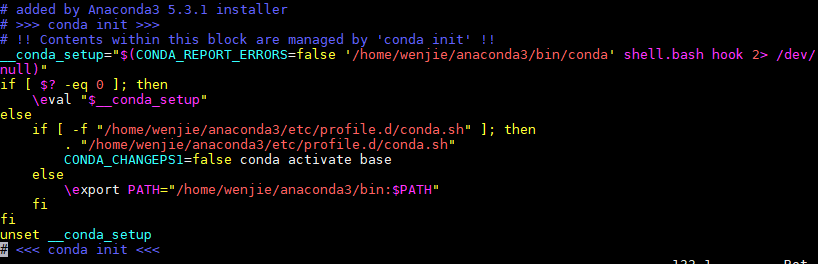 # added by Anaconda3 5.3.1 installer
# >>> conda init >>>
# !! Contents within this block are managed by 'conda init' !!
__conda_setup="$(CONDA_REPORT_ERRORS=false '/home/wenjie/anaconda3/bin/conda' shell.bash hook 2> /dev/
null)"
if [ $? -eq 0 ]; then
    \eval "$__conda_setup"
else
    if [ -f "/home/wenjie/anaconda3/etc/profile.d/conda.sh" ]; then
        . "/home/wenjie/anaconda3/etc/profile.d/conda.sh"
        CONDA_CHANGEPS1=false conda activate base
    else
        \export PATH="/home/wenjie/anaconda3/bin:$PATH"
    fi
fi
unset __conda_setup
# <<< conda init <<<